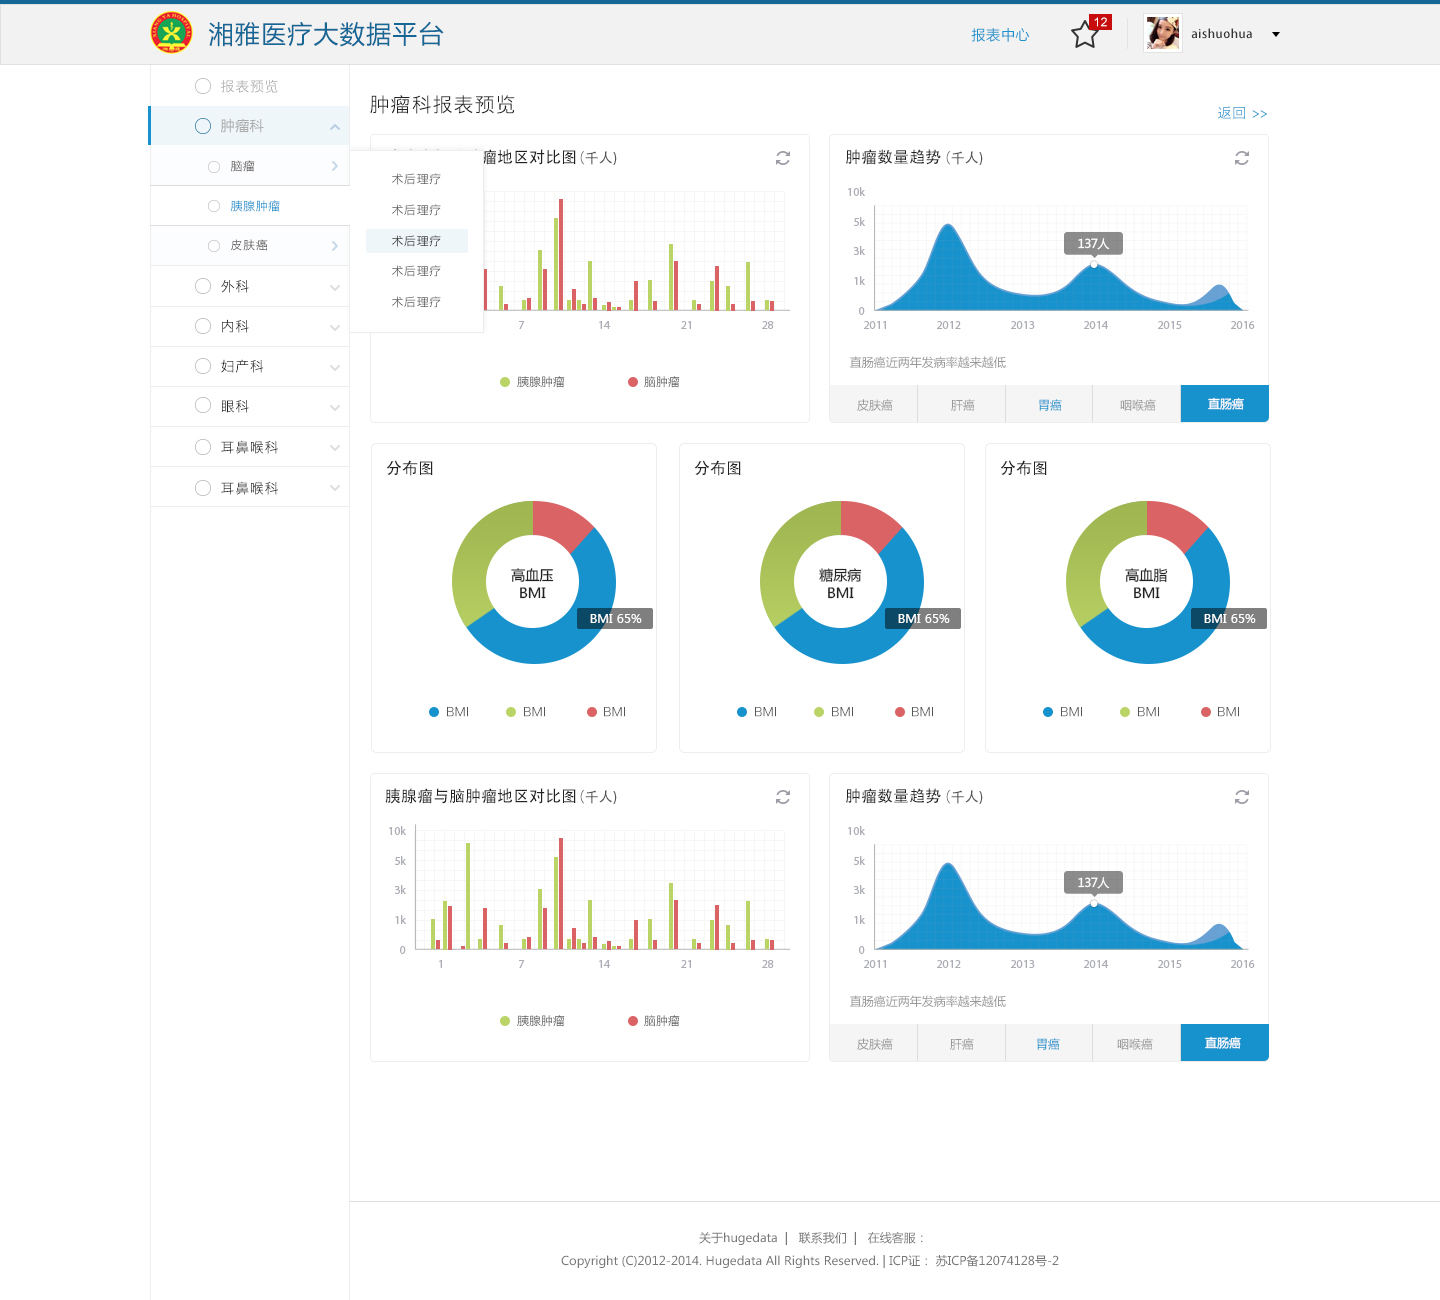 湘雅医疗大数据平台
报表中心
12
aishuohua
报表预览
肿瘤科
脑瘤
胰腺肿瘤
皮肤癌
外科
内科
妇产科
眼科
耳鼻喉科
耳鼻喉科
术后理疗
术后理疗
术后理疗
术后理疗
术后理疗
肿瘤科报表预览
返回 >>
瘤地区对比图(千人)
7 14 21 28
胰腺肿瘤 脑肿瘤
肿瘤数量趋势 (千人)
10k
5k
3k
1k
0
137人
2011 2012 2013 2014 2015 2016
直肠癌近两年发病率越来越低
皮肤癌 肝癌 胃癌 咽喉癌 直肠癌
分布图
高血压
BMI
BMI 65%
BMI BMI BMI
分布图
糖尿病
BMI
BMI 65%
BMI BMI BMI
分布图
高血脂
BMI
BMI 65%
BMI BMI BMI
胰腺瘤与脑肿瘤地区对比图(千人)
10k
5k
3k
1k
0
1 7 14 21 28
胰腺肿瘤 脑肿瘤
肿瘤数量趋势 (千人)
10k
5k
3k
1k
0
137人
2011 2012 2013 2014 2015 2016
直肠癌近两年发病率越来越低
皮肤癌 肝癌 胃癌 咽喉癌 直肠癌
关于hugedata | 联系我们 | 在线客服：
Copyright (C)2012-2014. Hugedata All Rights Reserved. | ICP证： 苏ICP备12074128号-2